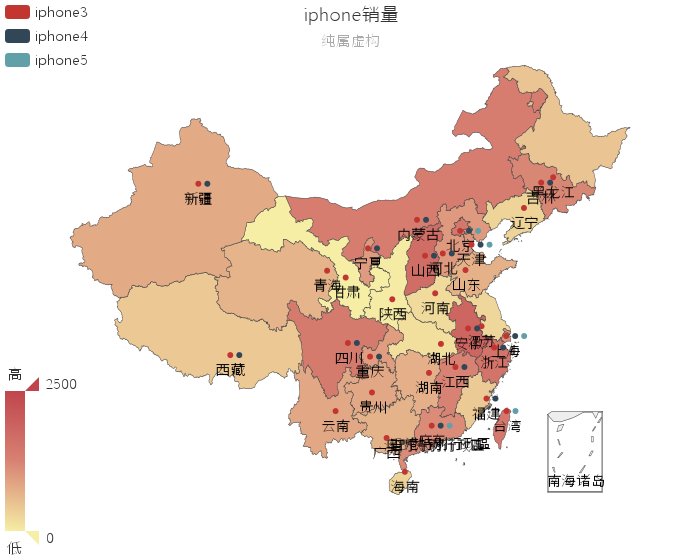 iphone3
iphone4
iphone5
iphone销量
纯属虚构
黑龙江
吉林
新疆
辽宁
内蒙古
北京
天津
宁夏
山西
河北
青海
甘肃
山东
河南
陕西
安徽
江苏
上海
四川
重庆
湖北
浙江
西藏
江西
湖南
贵州
福建
云南
台湾
广东
广西
海南
南海诸岛
高
2500
0
低